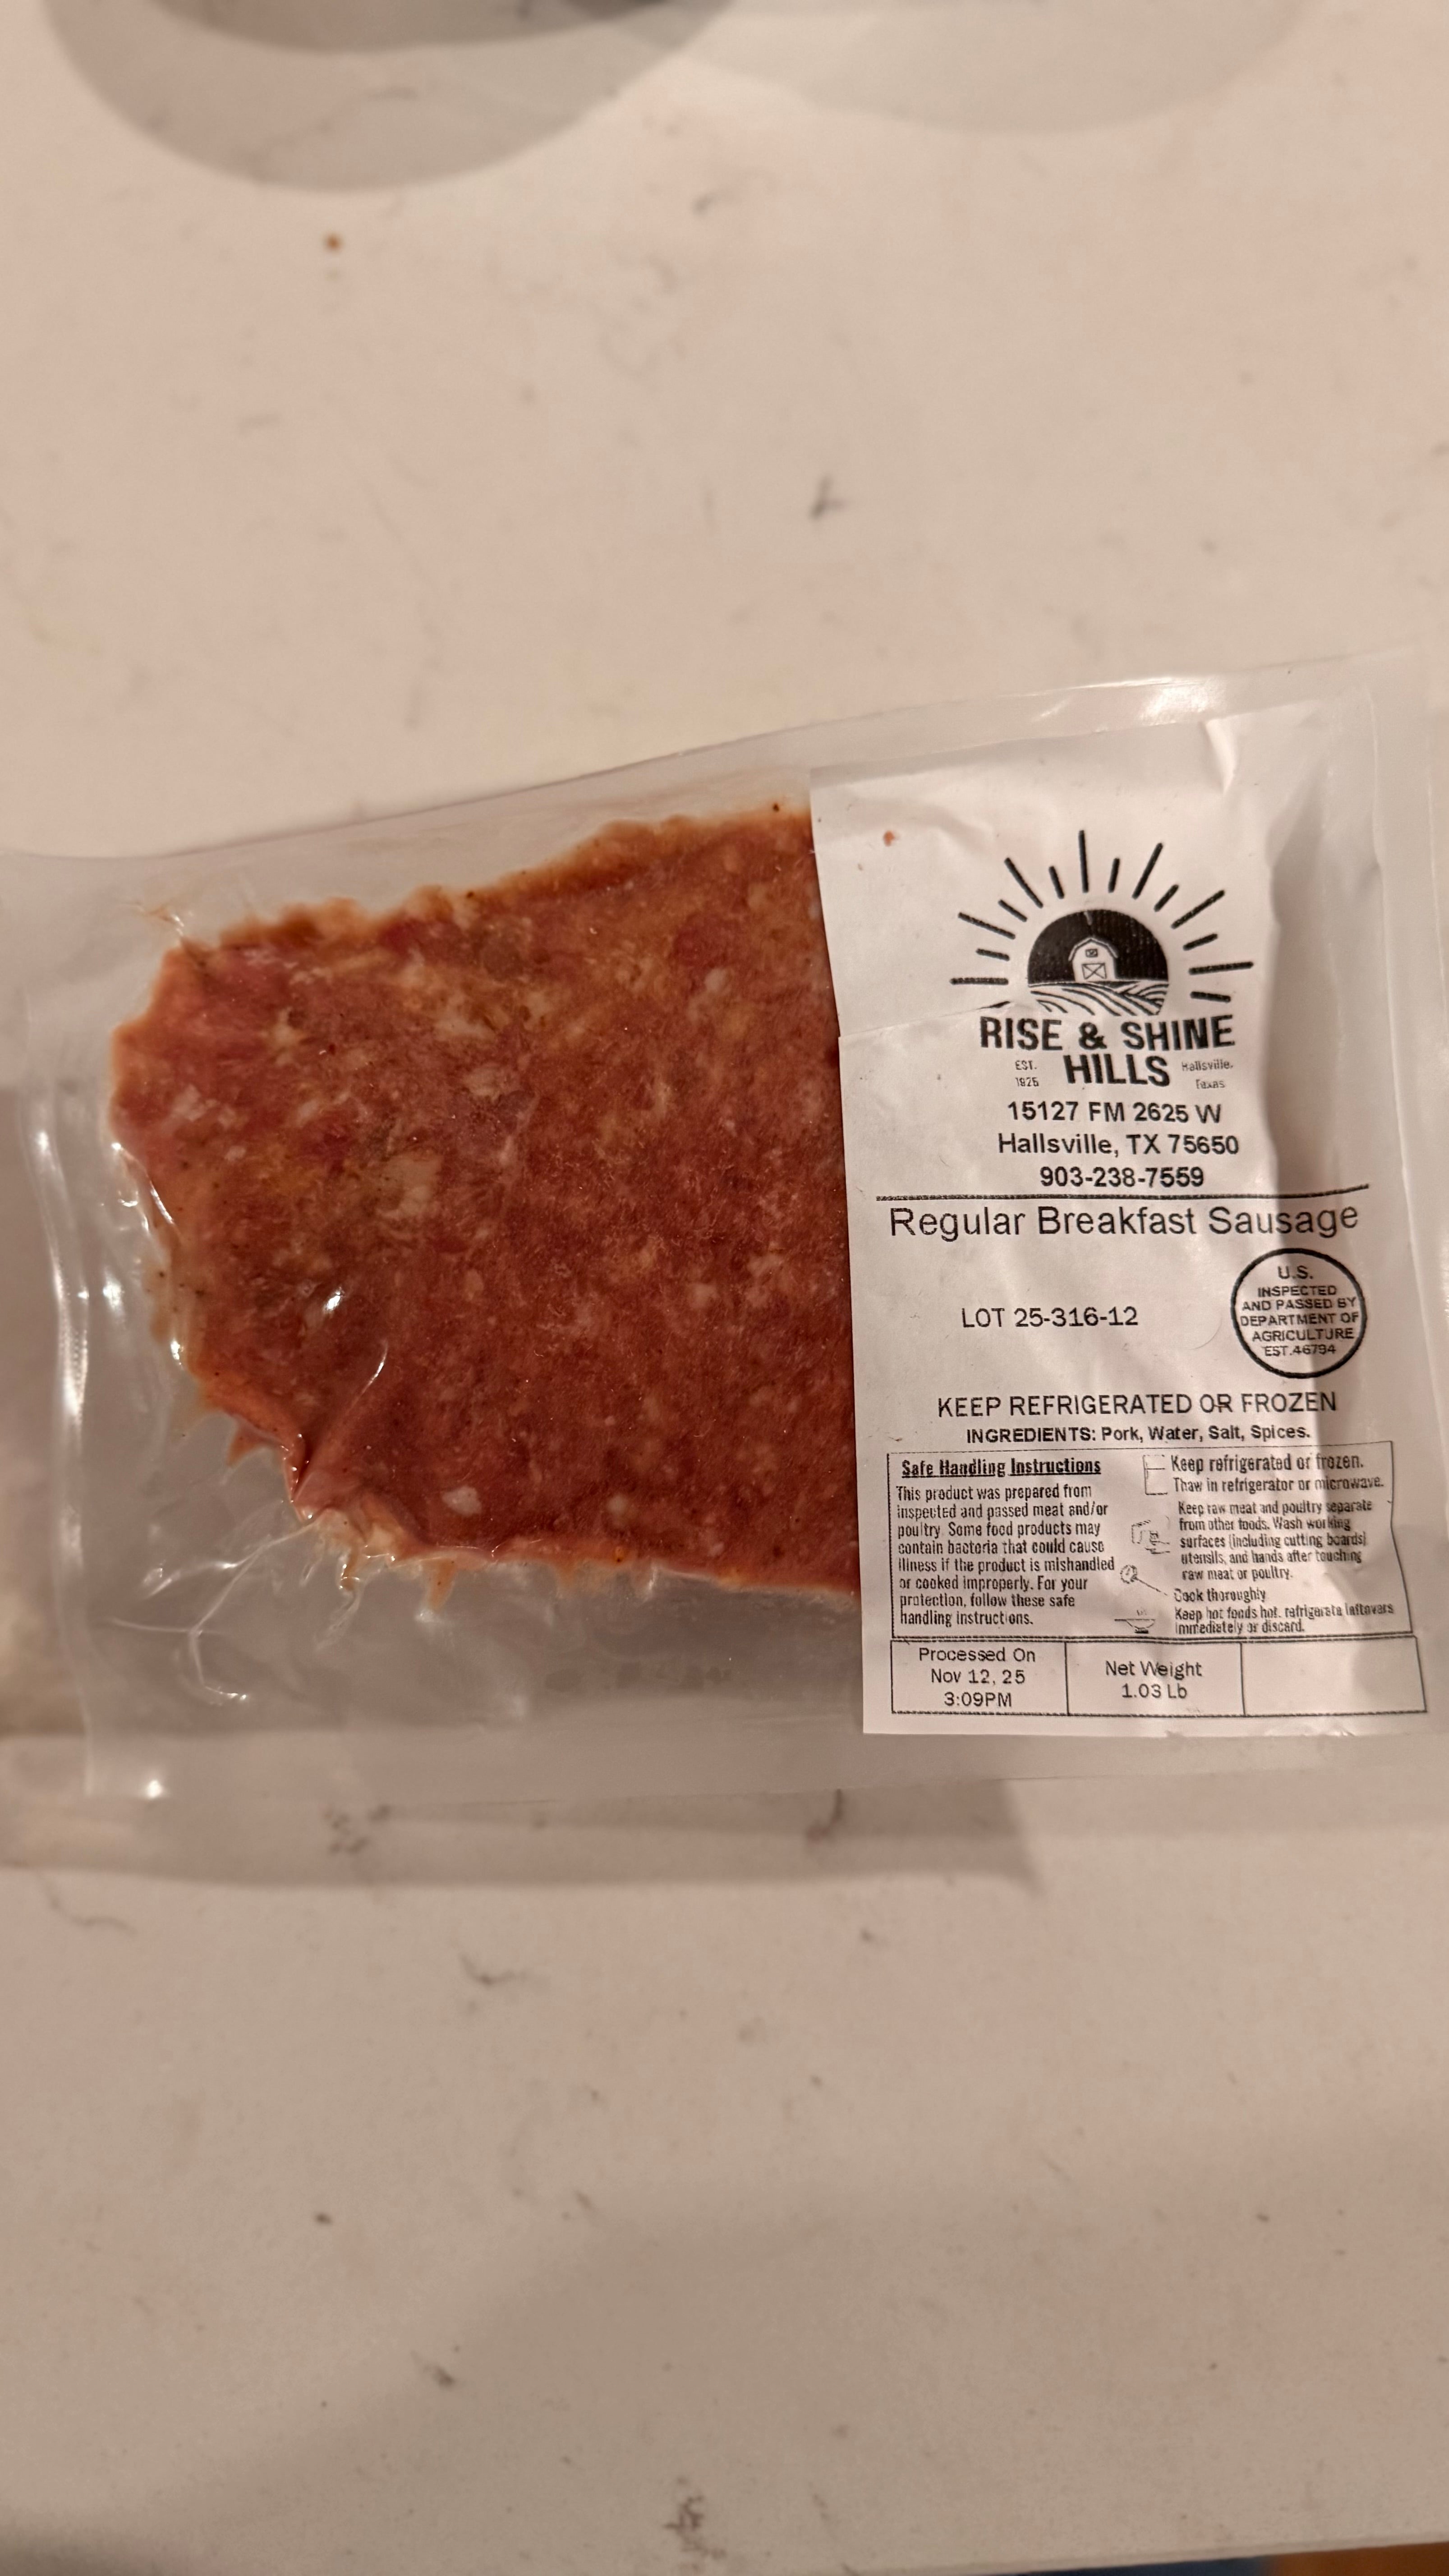 RISE & SHINE
EST. 1925 HILLS Hallsville, Texas
15127 FM 2625 W
Hallsville, TX 75650
903-238-7559
Regular Breakfast Sausage
LOT 25-316-12
U.S.
INSPECTED
AND PASSED BY
DEPARTMENT OF
AGRICULTURE
EST.46794
KEEP REFRIGERATED OR FROZEN
INGREDIENTS: Pork, Water, Salt, Spices.
Safe Handling Instructions
This product was prepared from
inspected and passed meat and/or
poultry. Some food products may
contain bacteria that could cause
illness if the product is mishandled
or cooked improperly. For your
protection, follow these safe
handling instructions.
Keep refrigerated or frozen.
Thaw in refrigerator or microwave.
Keep raw meat and poultry separate
from other foods. Wash working
surfaces (including cutting boards)
utensils, and hands after touching
raw meat or poultry.
Cook thoroughly
Keep hot foods hot. refrigerate leftovers
immediately or discard.
Processed On
Nov 12, 25
3:09PM
Net Weight
1.03 Lb